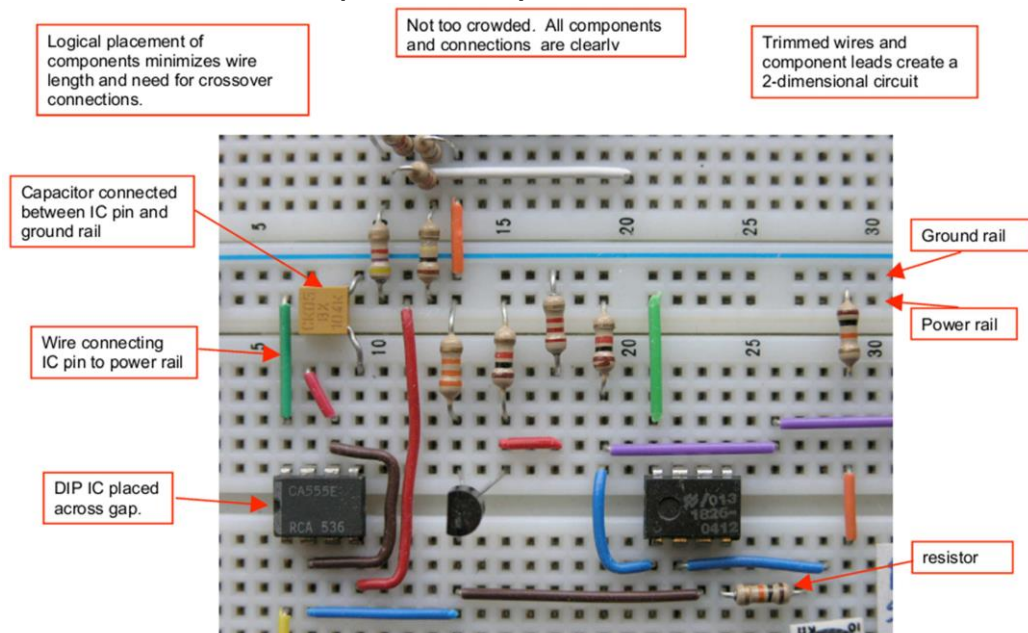 Not too crowded. All components
and connections are clearly
Logical placement of
components minimizes wire
length and need for crossover
connections.
Trimmed wires and
component leads create a
2-dimensional circuit
Capacitor connected
between IC pin and
ground rail
5
15
20
25
30
Ground rail
CK05
BX
104K
Power rail
Wire connecting
IC pin to power rail
5
10
20
25
30
DIP IC placed
across gap.
CA555E
RCA 536
013
1826
0412
resistor